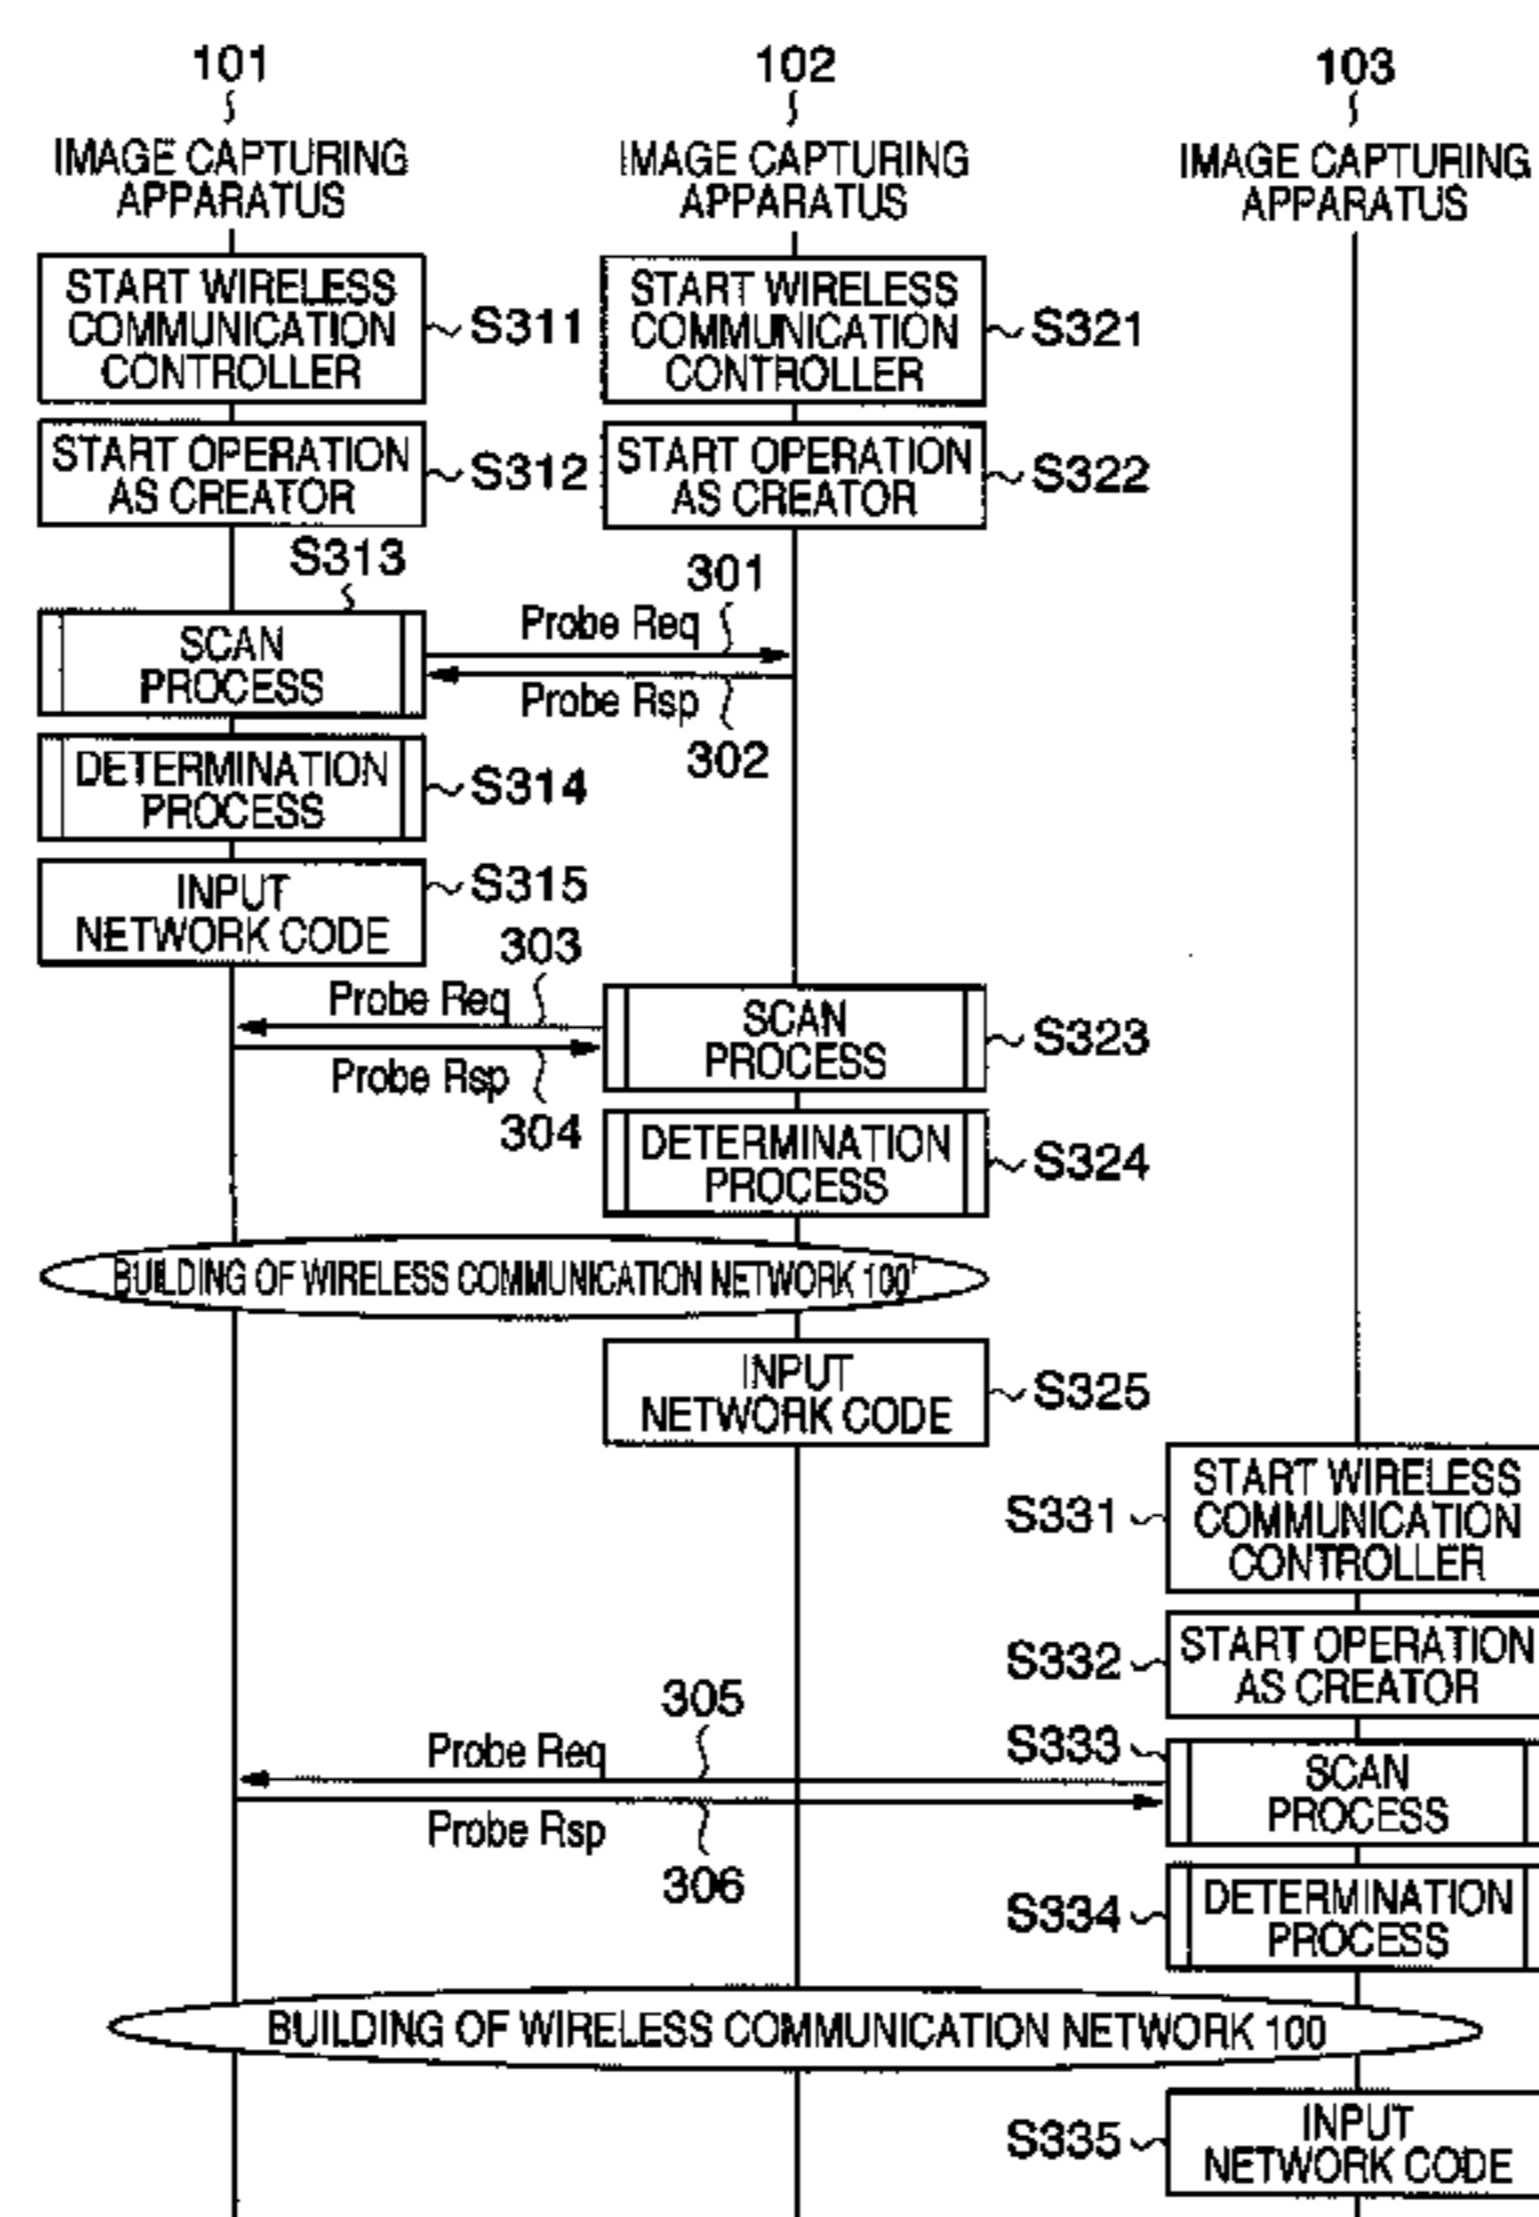 101
102
103
IMAGE CAPTURING
APPARATUS
IMAGE CAPTURING
APPARATUS
IMAGE CAPTURING
APPARATUS
START WIRELESS
COMMUNICATION
CONTROLLER
S311
START WIRELESS
COMMUNICATION
CONTROLLER
S321
START OPERATION
AS CREATOR
S312
START OPERATION
AS CREATOR
S322
S313
SCAN
PROCESS
301
Probe Req
Probe Rsp
302
DETERMINATION
PROCESS
S314
INPUT
NETWORK CODE
S315
303
Probe Req
Probe Rsp
304
SCAN
PROCESS
S323
DETERMINATION
PROCESS
S324
BUILDING OF WIRELESS COMMUNICATION NETWORK 100'
INPUT
NETWORK CODE
S325
S331
START WIRELESS
COMMUNICATION
CONTROLLER
S332
START OPERATION
AS CREATOR
305
Probe Req
Probe Rsp
306
S333
SCAN
PROCESS
S334
DETERMINATION
PROCESS
BUILDING OF WIRELESS COMMUNICATION NETWORK 100
S335
INPUT
NETWORK CODE